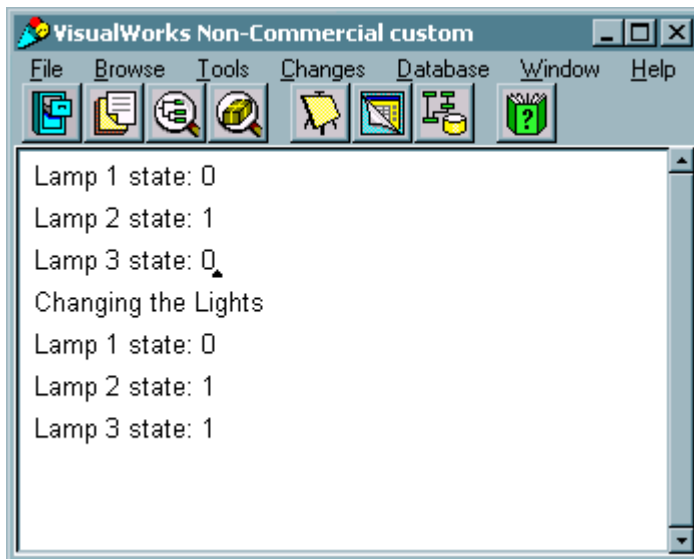 VisualWorks Non-Commercial custom
File Browse Tools Changes Database Window Help
?
Lamp 1 state: 0
Lamp 2 state: 1
Lamp 3 state: 0
Changing the Lights
Lamp 1 state: 0
Lamp 2 state: 1
Lamp 3 state: 1